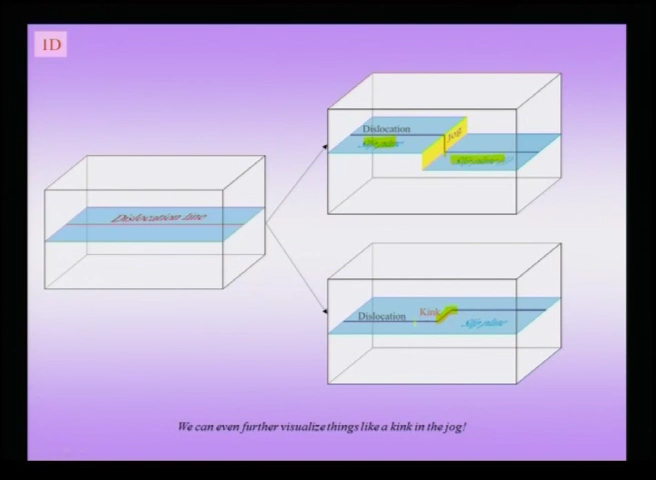 1D
Dislocation
Slip plane
Jog
Slip plane
Dislocation line
Dislocation
Kink
Slip plane
We can even further visualize things like a kink in the jog!